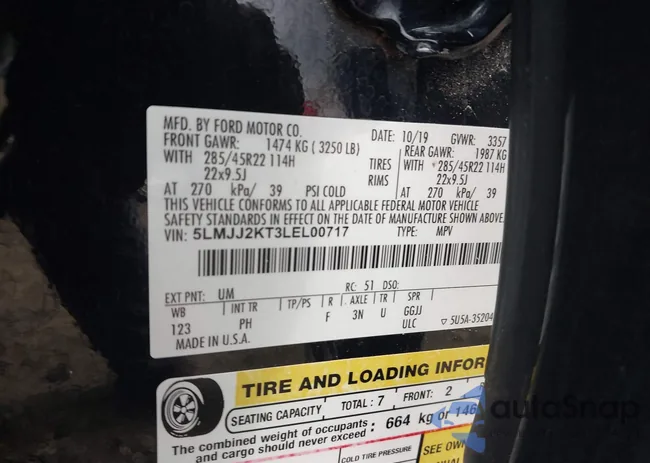 MFD. BY FORD MOTOR CO.
DATE: 10/19 GVWR: 3357
FRONT GAWR: 1474 KG ( 3250 LB) REAR GAWR: 1987 KG
WITH 285/45R22 114H TIRES WITH 285/45R22 114H
22x9.5J RIMS 22x9.5J
AT 270 kPa/ 39 PSI COLD AT 270 kPa/ 39
THIS VEHICLE CONFORMS TO ALL APPLICABLE FEDERAL MOTOR VEHICLE
SAFETY STANDARDS IN EFFECT ON THE DATE OF MANUFACTURE SHOWN ABOVE.
VIN: 5LMJJ2KT3LEL00717 TYPE: MPV
EXT PNT: UM RC: 51 DSO:
WB INT TR TP/PS R AXLE TR SPR
123 PH F 3N U GGJJ
ULC ▽ 5U5A-35204
MADE IN U.S.A.
TIRE AND LOADING INFOR
SEATING CAPACITY TOTAL: 7 FRONT: 2
The combined weight of occupants
and cargo should never exceed : 664 kg or 146
COLD TIRE PRESSURE
SEE OWN
autoSnap